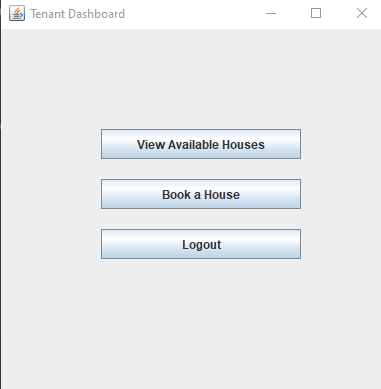 Tenant Dashboard
View Available Houses
Book a House
Logout